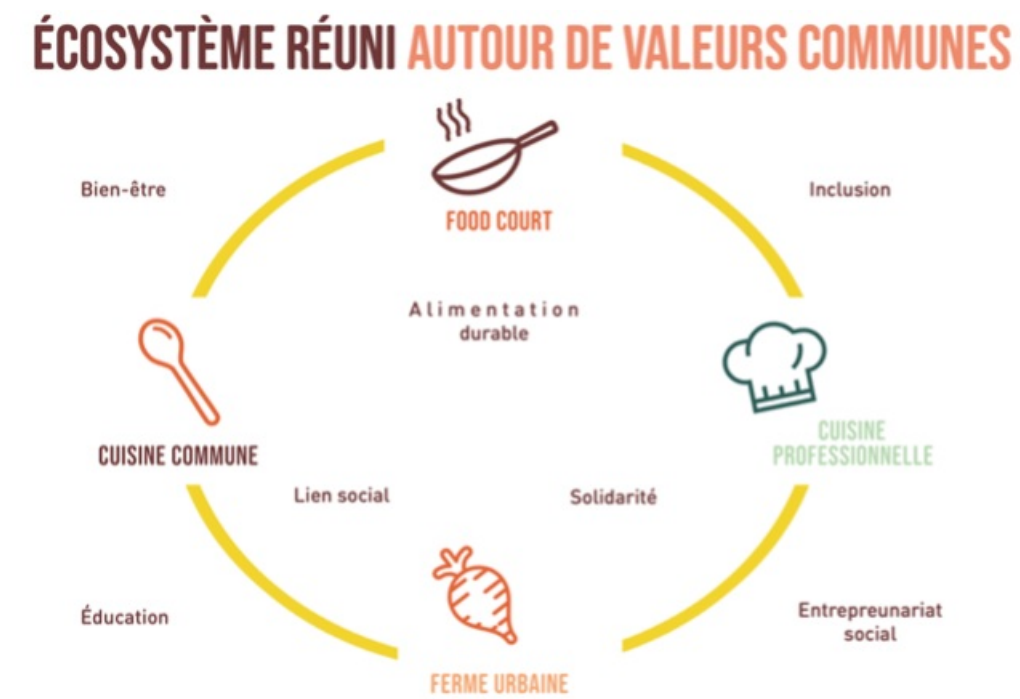 ÉCOSYSTÈME RÉUNI AUTOUR DE VALEURS COMMUNES
Bien-être
Inclusion
FOOD COURT
Alimentation
durable
CUISINE COMMUNE
CUISINE
PROFESSIONNELLE
Lien social
Solidarité
Éducation
Entrepreunariat
social
FERME URBAINE